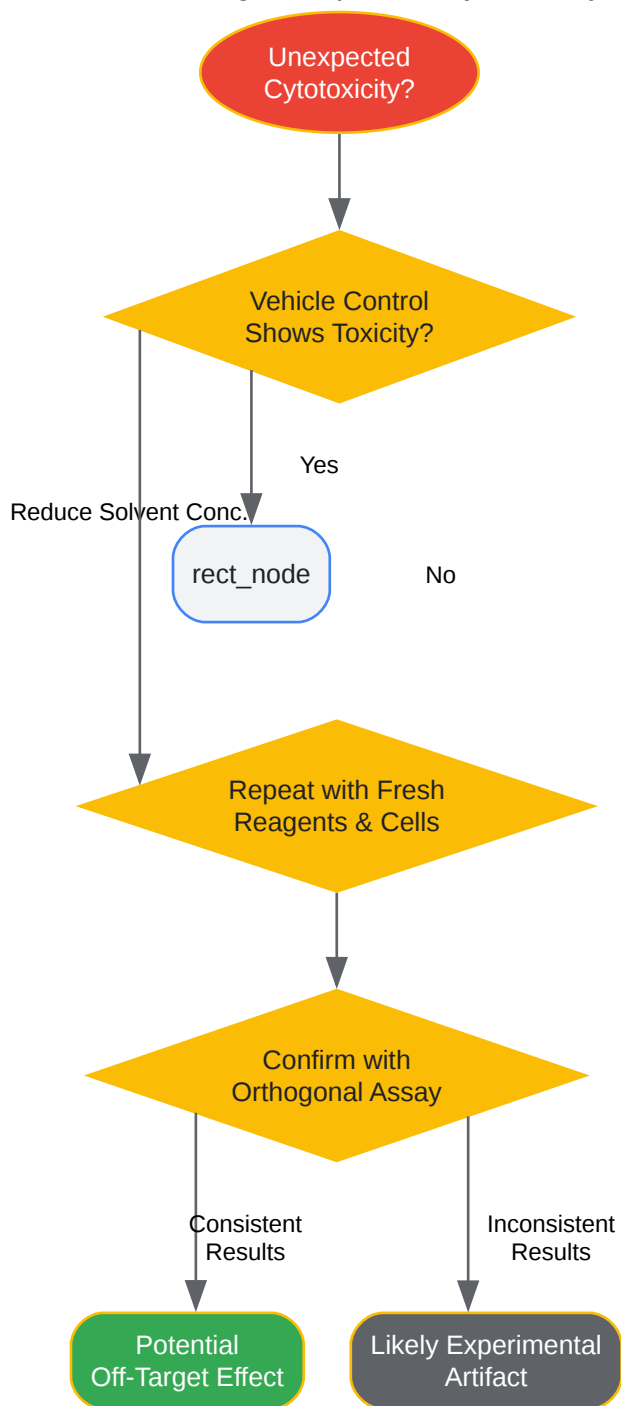 Unexpected
Cytotoxicity?
Vehicle Control
Shows Toxicity?
Yes
Reduce Solvent Conc.
rect_node
No
Repeat with Fresh
Reagents & Cells
Confirm with
Orthogonal Assay
Consistent
Results
Inconsistent
Results
Potential
Off-Target Effect
Likely Experimental
Artifact